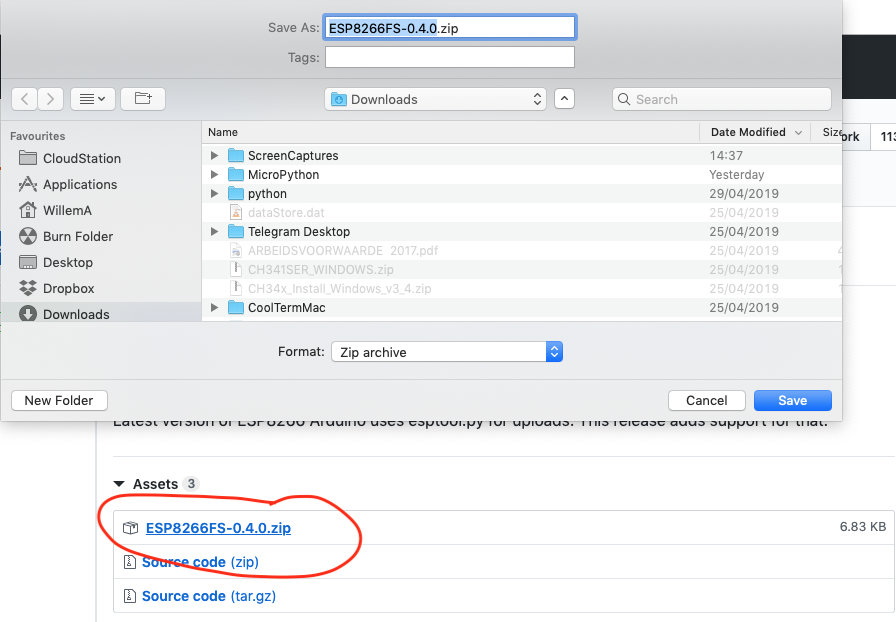 Save As: ESP8266FS-0.4.0.zip
Tags:
Downloads
Search
Favourites
CloudStation
Applications
WillemA
Burn Folder
Desktop
Dropbox
Downloads
Name Date Modified Size
ScreenCaptures 14:37
MicroPython Yesterday
python 29/04/2019
dataStore.dat 25/04/2019
Telegram Desktop 25/04/2019
ARBEIDSVOORWAARDE 2017.pdf 25/04/2019
CH341SER_WINDOWS.zip 25/04/2019
CH34x_Install_Windows_v3_4.zip 25/04/2019
CoolTermMac 25/04/2019
ork 113
Format: Zip archive
New Folder Cancel Save
Latest version of ESP8266 Arduino uses esptool.py for uploads. This release adds support for that.
Assets 3
ESP8266FS-0.4.0.zip 6.83 KB
Source code (zip)
Source code (tar.gz)